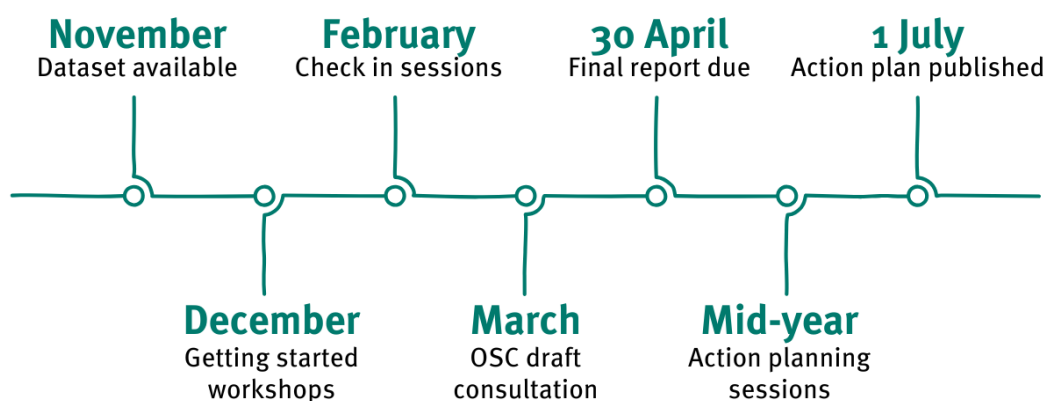 November
Dataset available
February
Check in sessions
30 April
Final report due
1 July
Action plan published
December
Getting started
workshops
March
OSC draft
consultation
Mid-year
Action planning
sessions